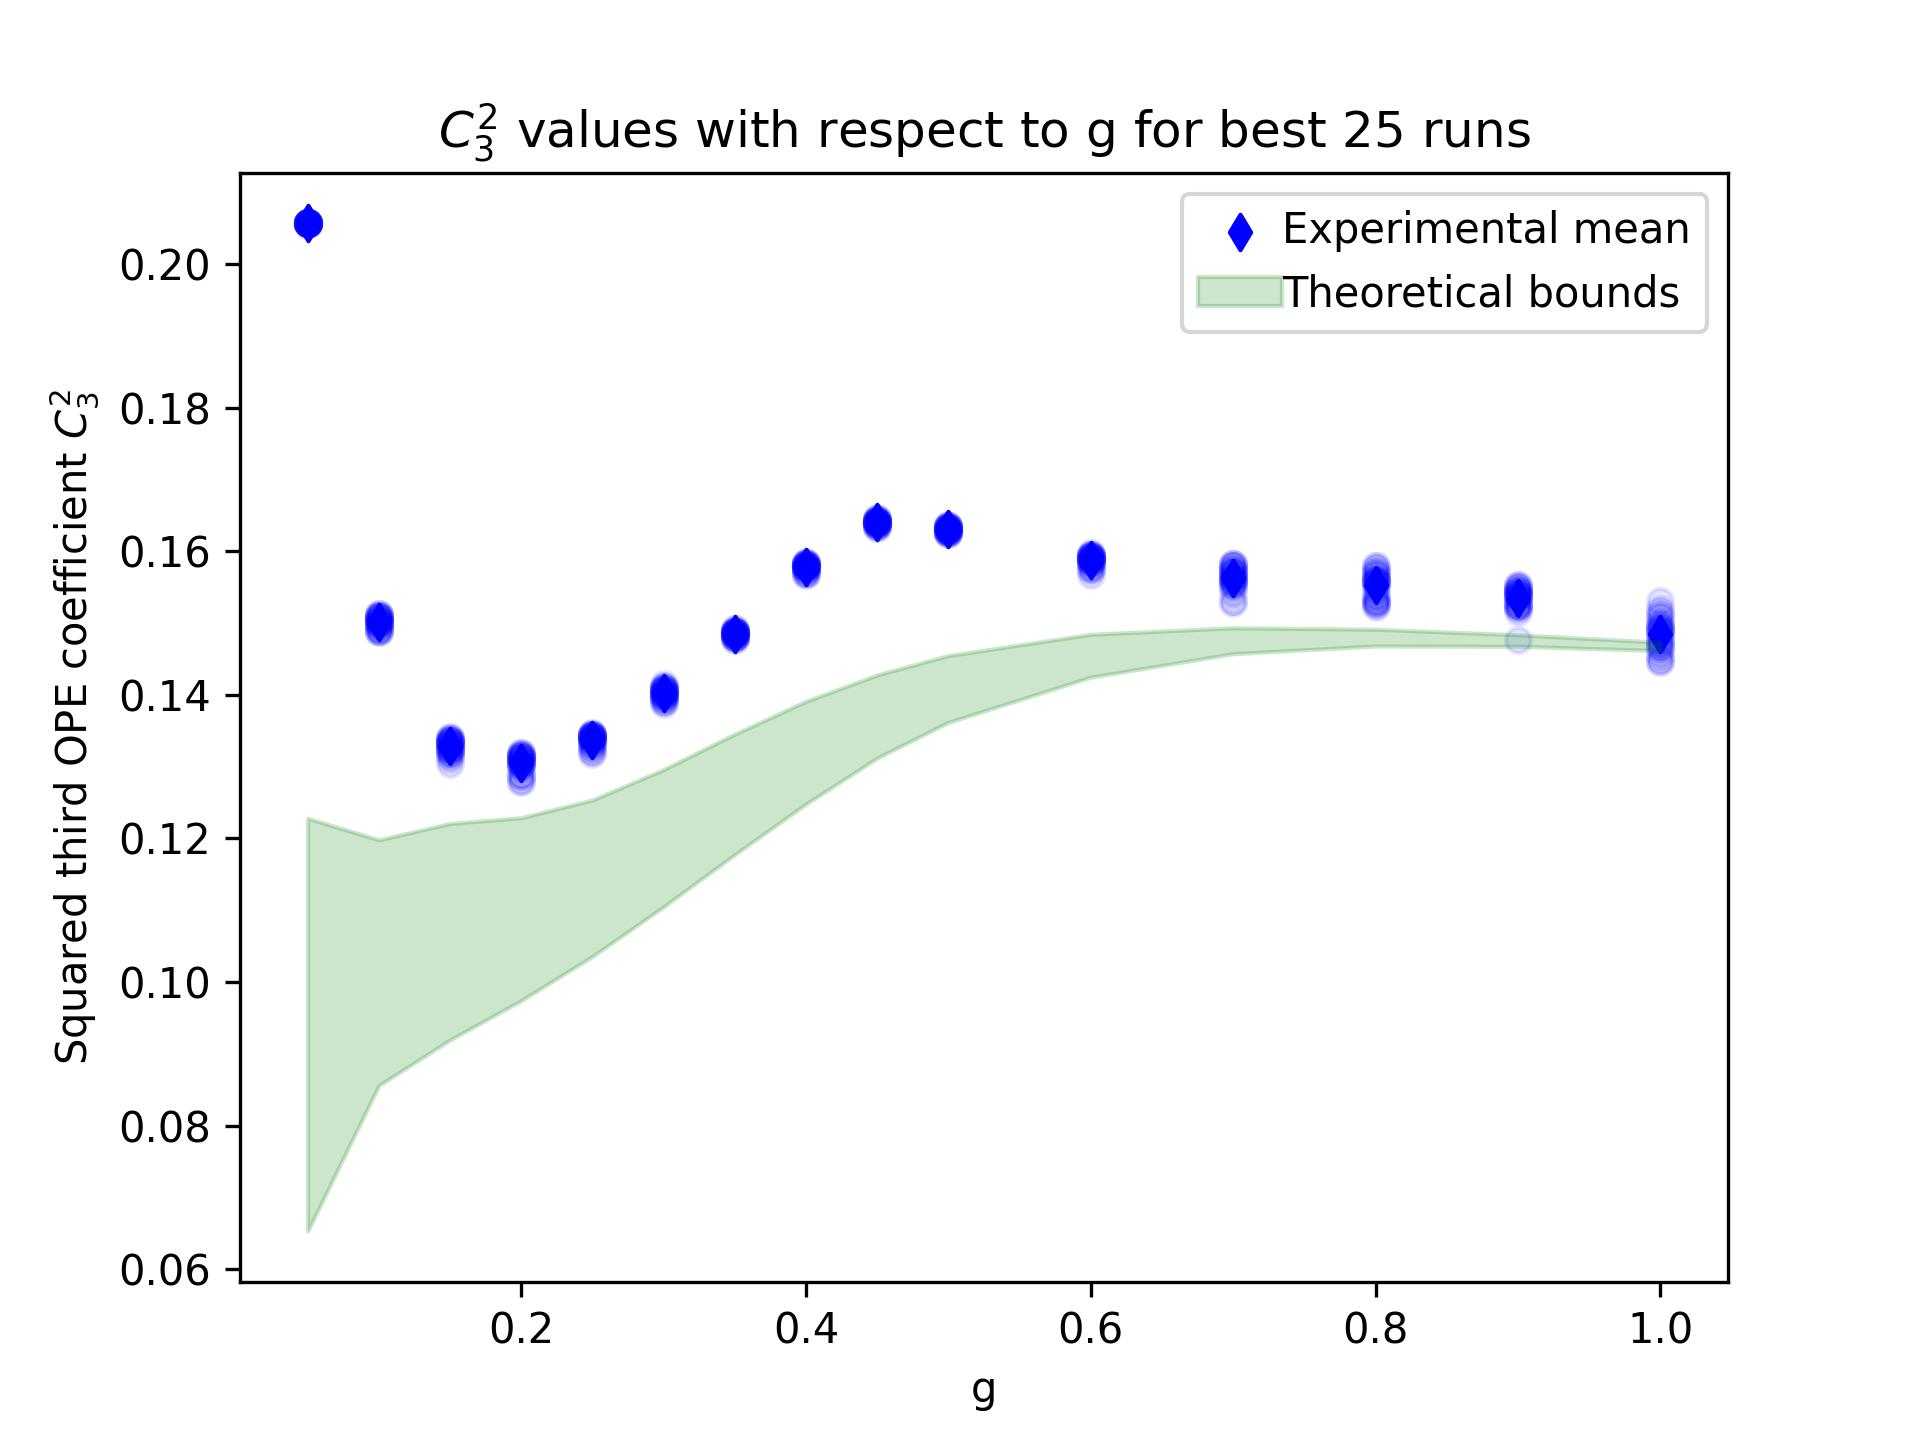 $C_3^2$ values with respect to g for best 25 runs
Experimental mean
Theoretical bounds
Squared third OPE coefficient $C_3^2$
0.20
0.18
0.16
0.14
0.12
0.10
0.08
0.06
0.2 0.4 0.6 0.8 1.0
g